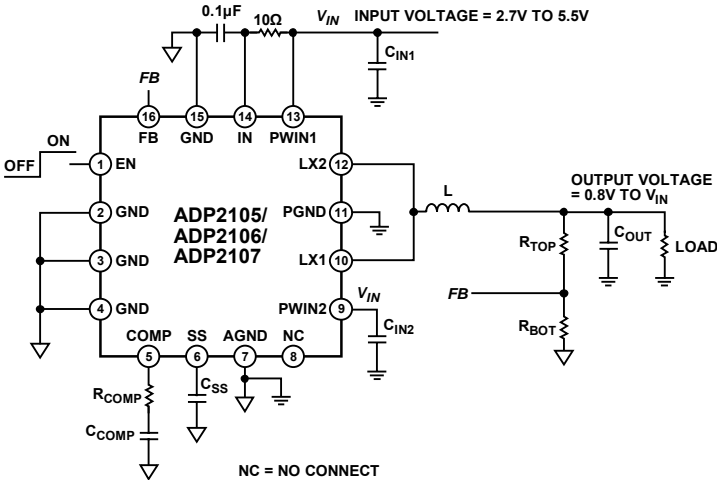 0.1µF
10Ω
VIN
INPUT VOLTAGE = 2.7V TO 5.5V
CIN1
FB
16
15
14
13
FB
GND
IN
PWIN1
ON
OFF
1
EN
LX2
12
2
GND
ADP2105/
ADP2106/
ADP2107
PGND
11
3
GND
LX1
10
4
GND
PWIN2
9
VIN
CIN2
L
OUTPUT VOLTAGE
= 0.8V TO VIN
RTOP
COUT
LOAD
FB
RBOT
COMP
SS
AGND
NC
5
6
7
8
RCOMP
CSS
CCOMP
NC = NO CONNECT